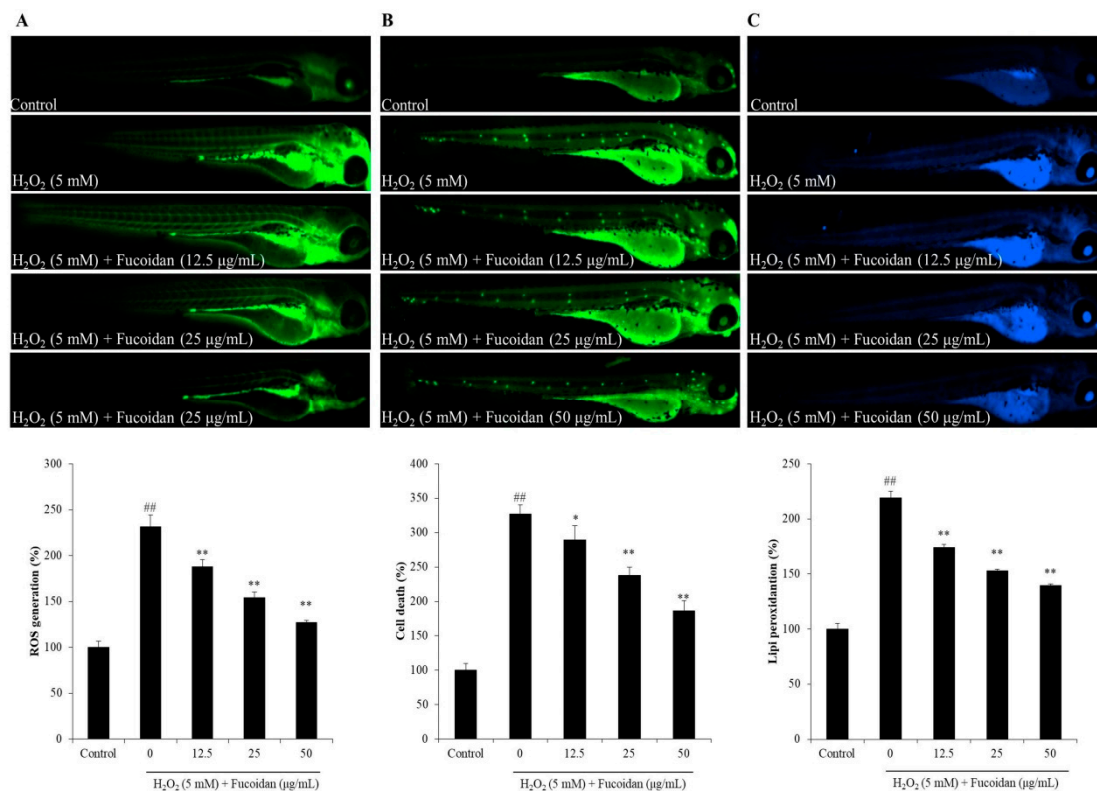 A
B
C
Control
Control
Control
H₂O₂ (5 mM)
H₂O₂ (5 mM)
H₂O₂ (5 mM)
H₂O₂ (5 mM) + Fucoidan (12.5 µg/mL)
H₂O₂ (5 mM) + Fucoidan (12.5 µg/mL)
H₂O₂ (5 mM) + Fucoidan (12.5 µg/mL)
H₂O₂ (5 mM) + Fucoidan (25 µg/mL)
H₂O₂ (5 mM) + Fucoidan (25 µg/mL)
H₂O₂ (5 mM) + Fucoidan (25 µg/mL)
H₂O₂ (5 mM) + Fucoidan (25 µg/mL)
H₂O₂ (5 mM) + Fucoidan (50 µg/mL)
H₂O₂ (5 mM) + Fucoidan (50 µg/mL)
ROS generation (%)
300
250
200
150
100
50
0
##
**
**
**
Control 0 12.5 25 50
H₂O₂ (5 mM) + Fucoidan (µg/mL)
Cell death (%)
400
350
300
250
200
150
100
50
0
##
*
**
**
Control 0 12.5 25 50
H₂O₂ (5 mM) + Fucoidan (µg/mL)
Lipi peroxidantion (%)
250
200
150
100
50
0
##
**
**
**
Control 0 12.5 25 50
H₂O₂ (5 mM) + Fucoidan (µg/mL)